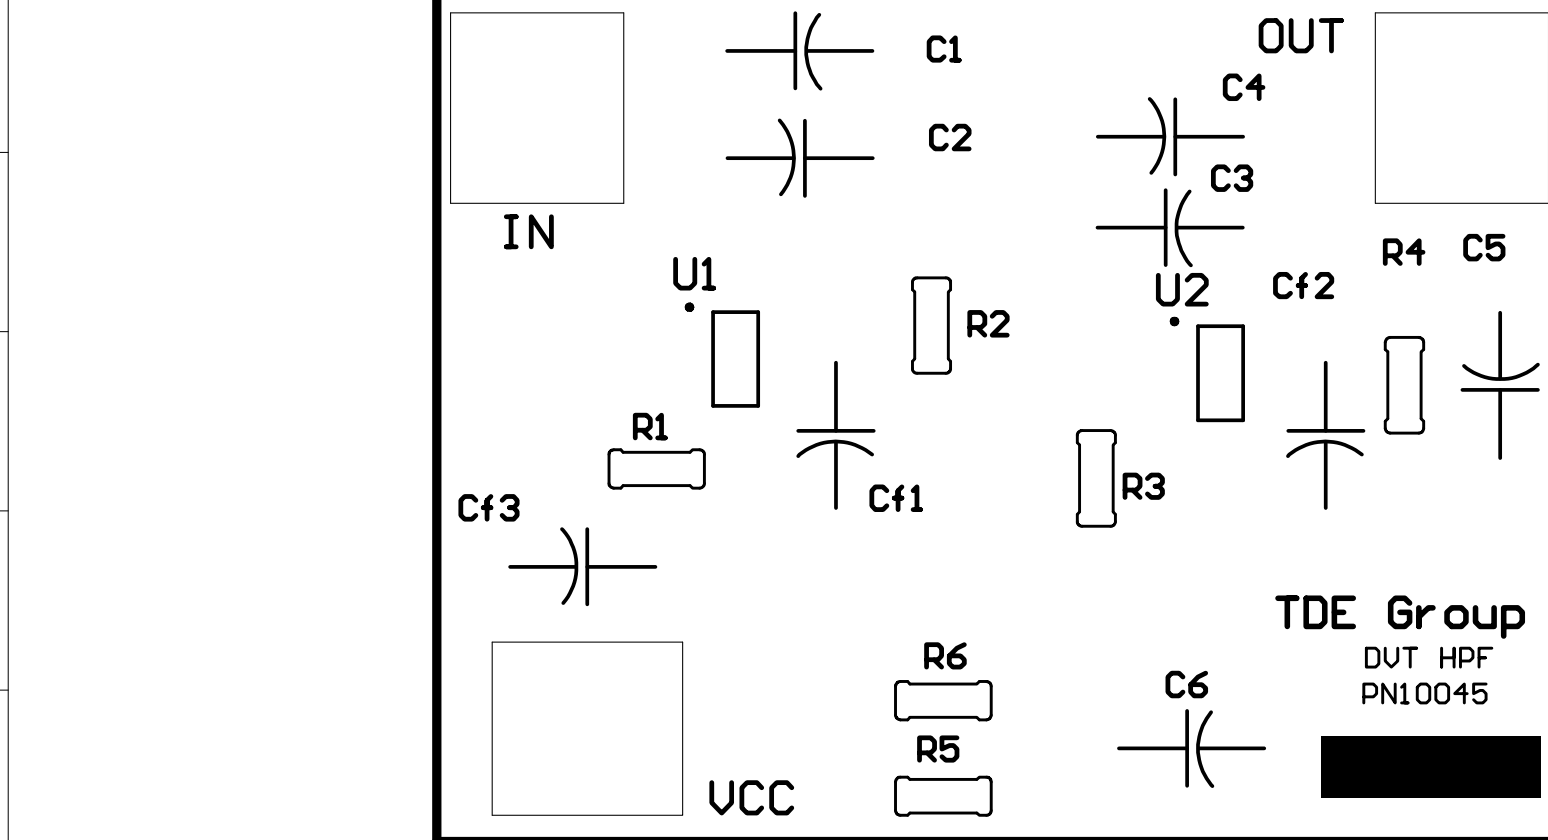 C1
OUT
C4
C2
C3
IN
R4
C5
U1
U2
Cf2
R2
R1
R3
Cf3
Cf1
TDE Group
DVT HPF
PN10045
R6
C6
R5
VCC